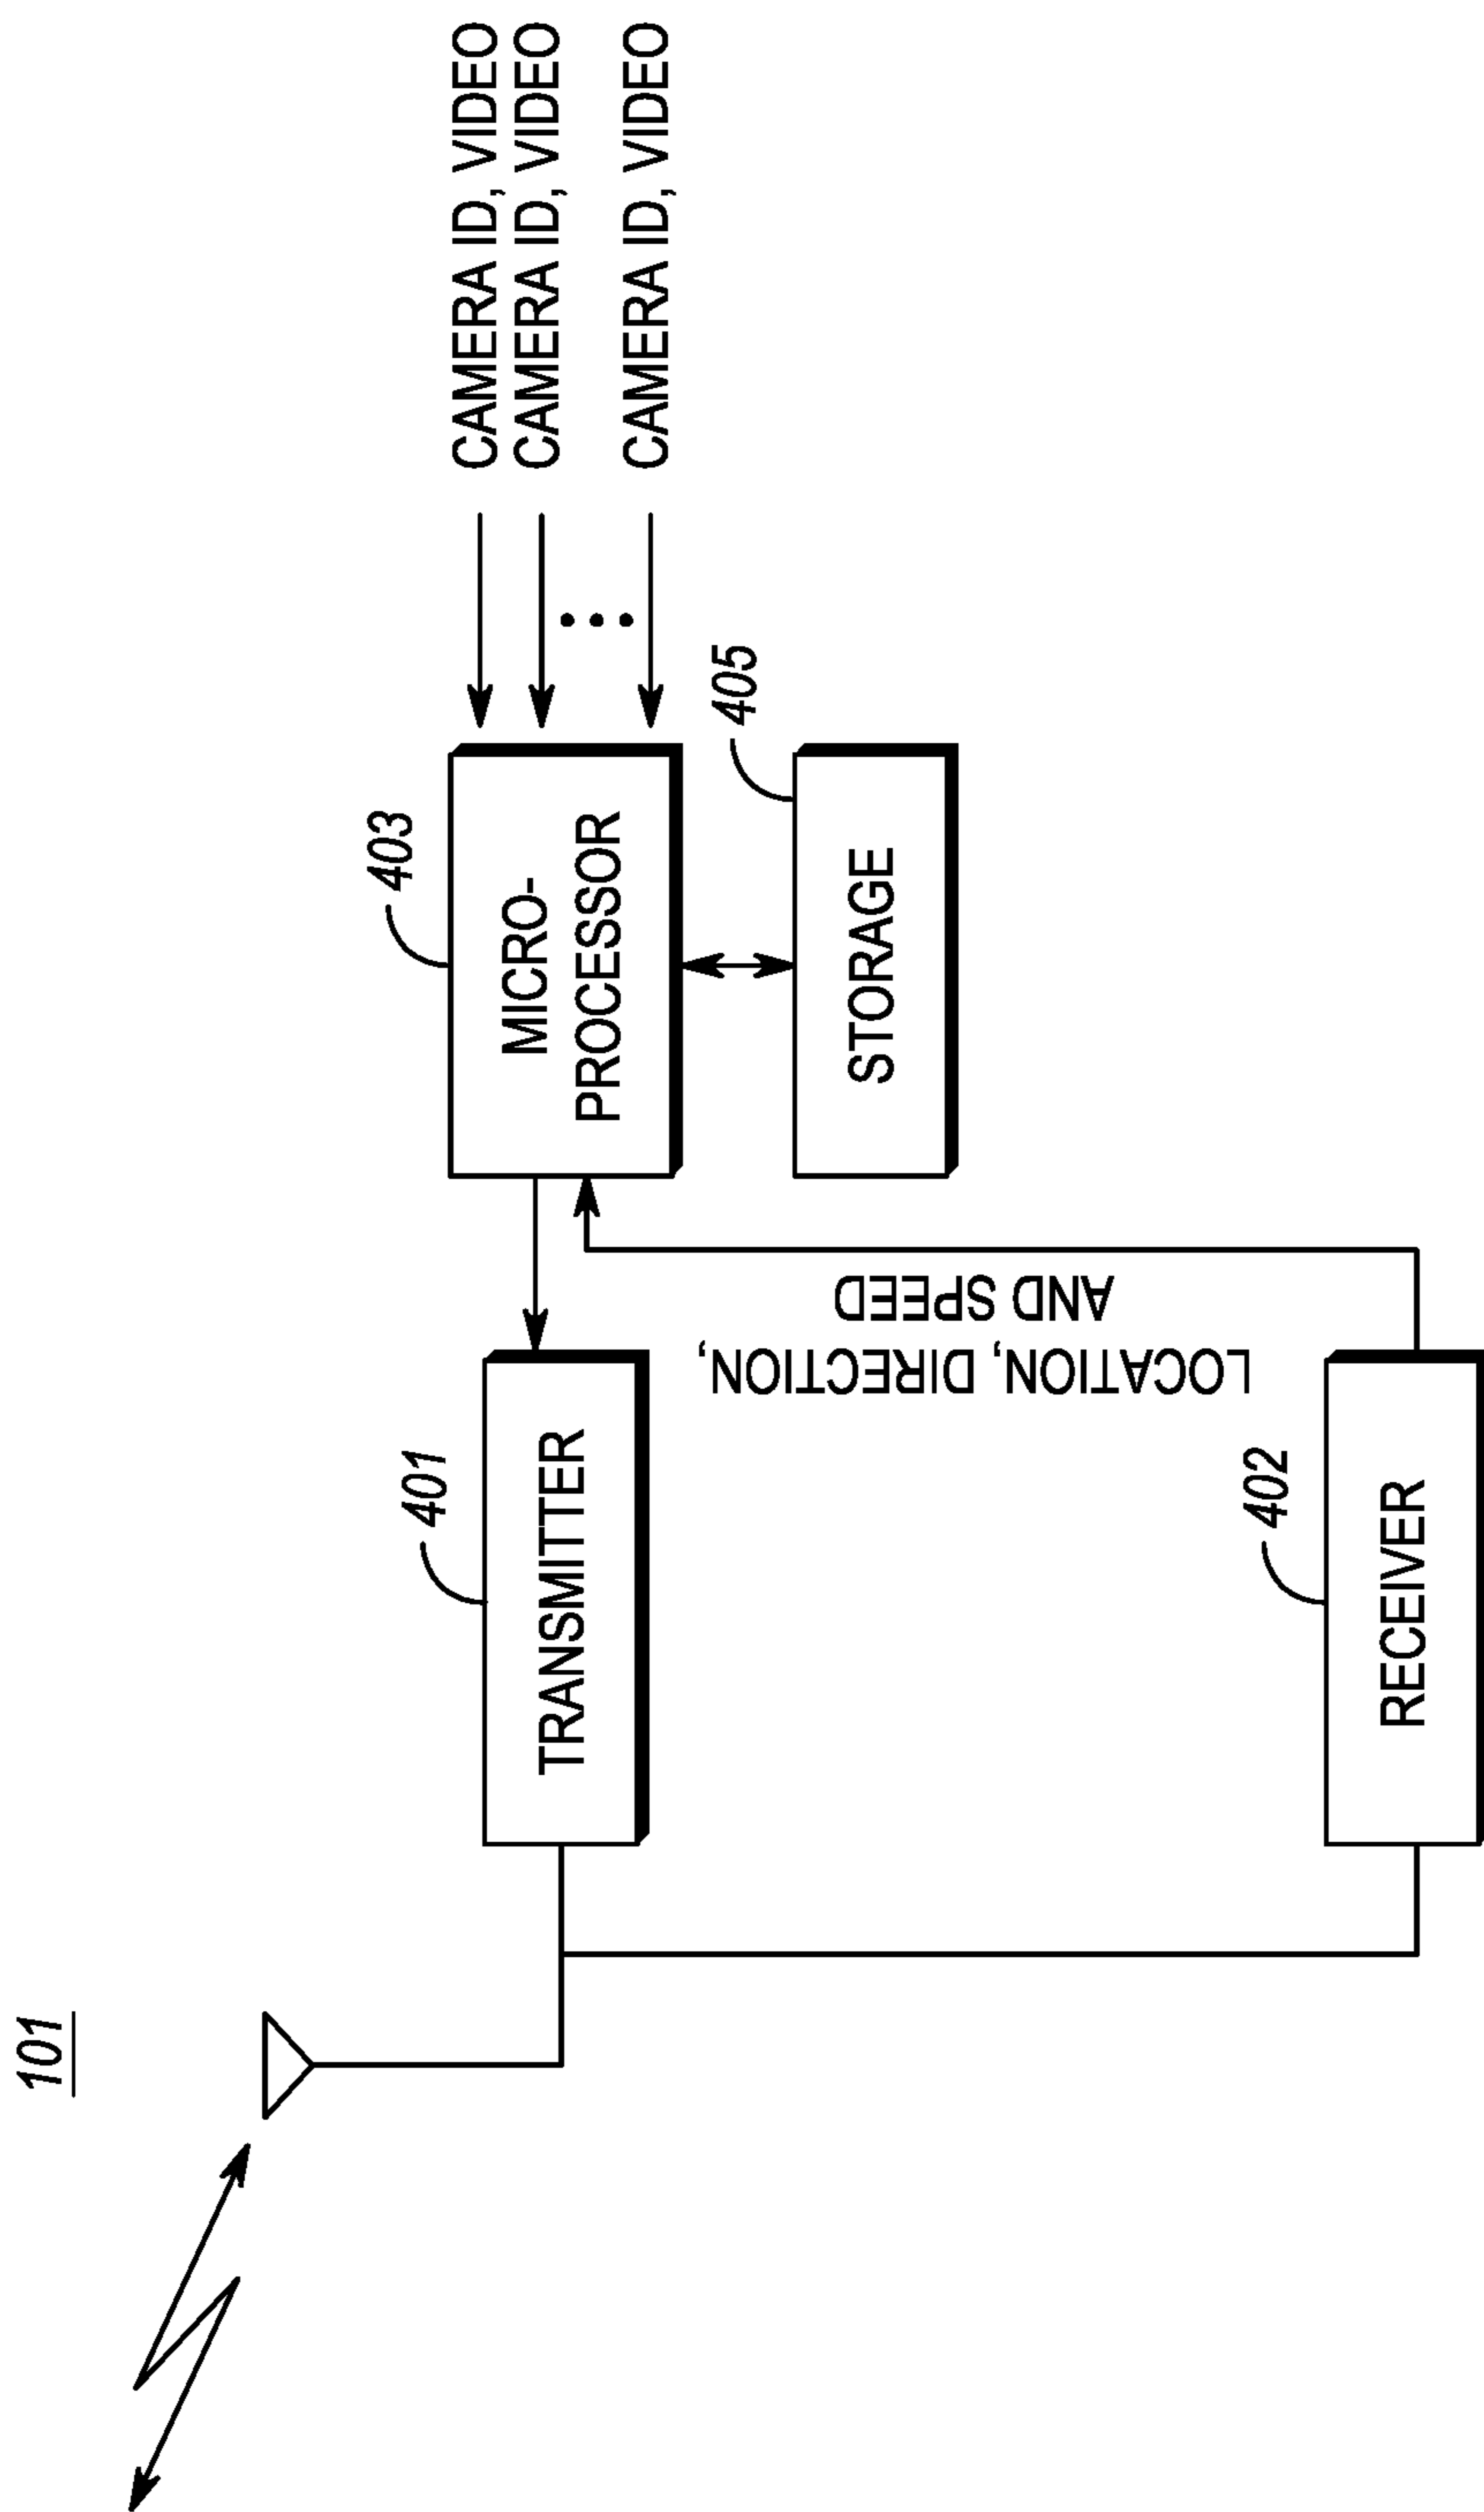 101
403
MICRO-
PROCESSOR
CAMERA ID, VIDEO
CAMERA ID, VIDEO
CAMERA ID, VIDEO
401
TRANSMITTER
405
STORAGE
LOCATION, DIRECTION,
AND SPEED
402
RECEIVER